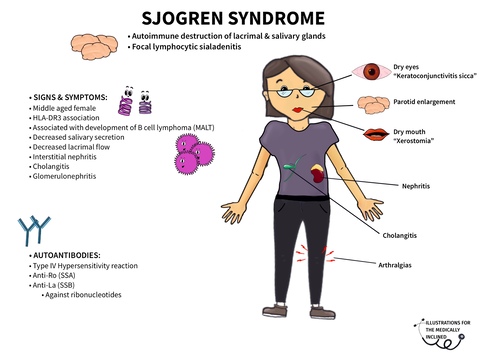 SJOGREN SYNDROME
• Autoimmune destruction of lacrimal & salivary glands
• Focal lymphocytic sialadenitis
• SIGNS & SYMPTOMS:
• Middle aged female
• HLA-DR3 association
• Associated with development of B cell lymphoma (MALT)
• Decreased salivary secretion
• Decreased lacrimal flow
• Interstitial nephritis
• Cholangitis
• Glomerulonephritis
• AUTOANTIBODIES:
• Type IV Hypersensitivity reaction
• Anti-Ro (SSA)
• Anti-La (SSB)
• Against ribonucleotides
Dry eyes
“Keratoconjunctivitis sicca”
Parotid enlargement
Dry mouth
“Xerostomia”
Nephritis
Cholangitis
Arthralgias
ILLUSTRATIONS FOR
THE MEDICALLY
INCLINED